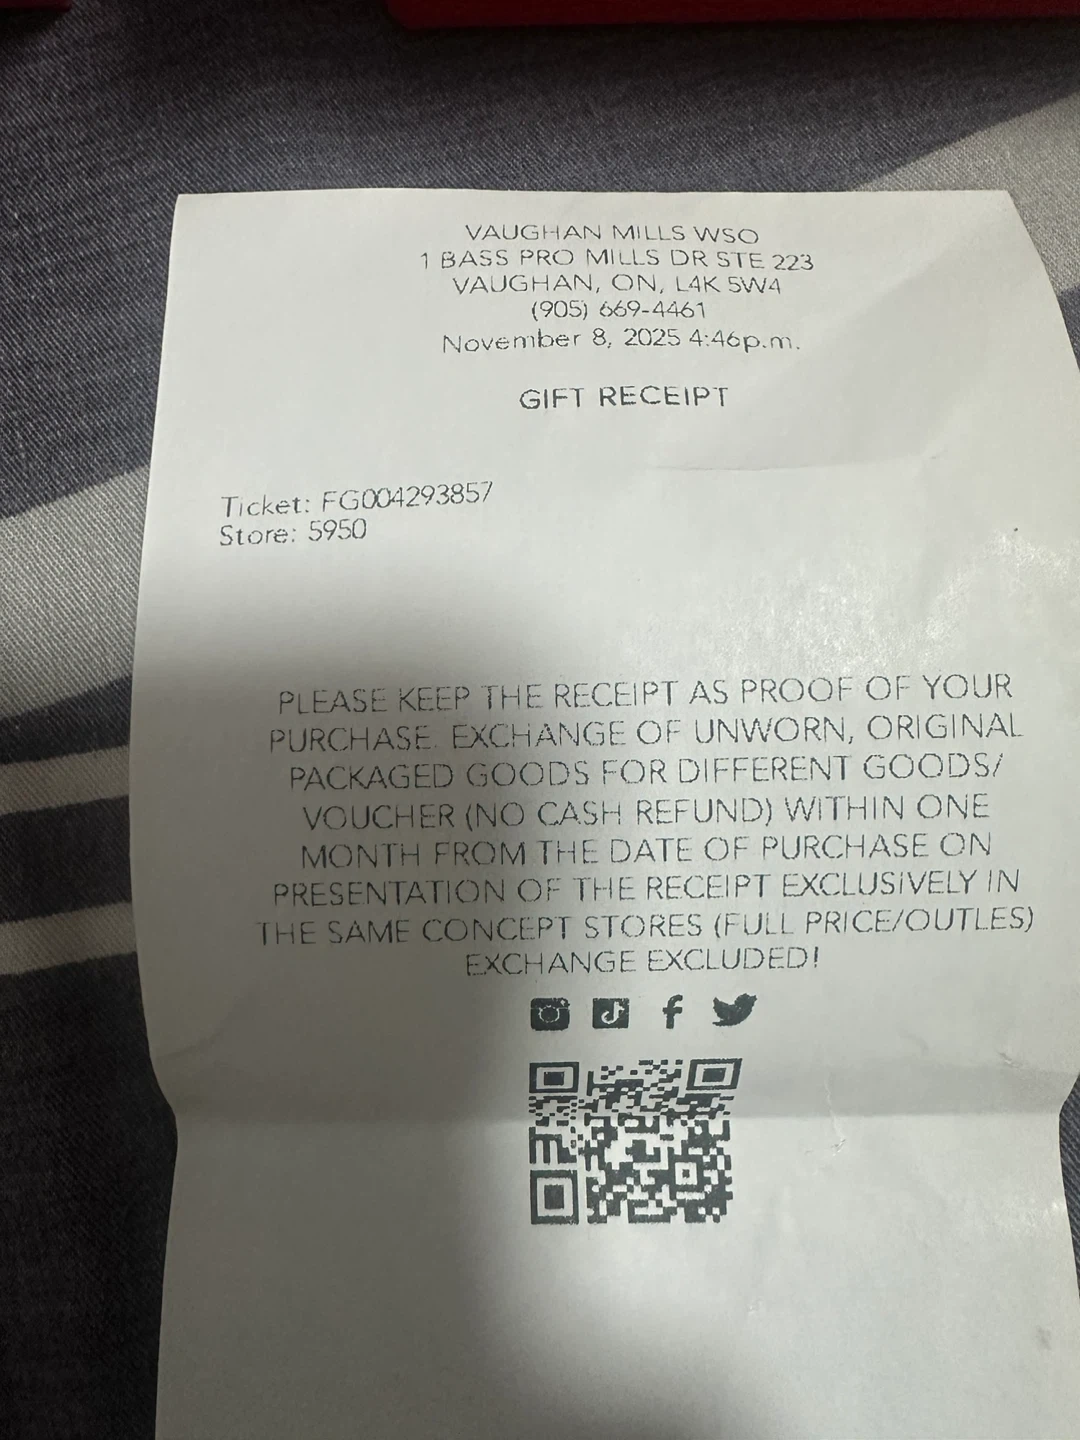 VAUGHAN MILLS WSO
1 BASS PRO MILLS DR STE 223
VAUGHAN, ON, L4K 5W4
(905) 669-4461
November 8, 2025 4:46p.m.
GIFT RECEIPT
Ticket: FG004293857
Store: 5950
PLEASE KEEP THE RECEIPT AS PROOF OF YOUR
PURCHASE. EXCHANGE OF UNWORN, ORIGINAL
PACKAGED GOODS FOR DIFFERENT GOODS/
VOUCHER (NO CASH REFUND) WITHIN ONE
MONTH FROM THE DATE OF PURCHASE ON
PRESENTATION OF THE RECEIPT EXCLUSIVELY IN
THE SAME CONCEPT STORES (FULL PRICE/OUTLES)
EXCHANGE EXCLUDED!